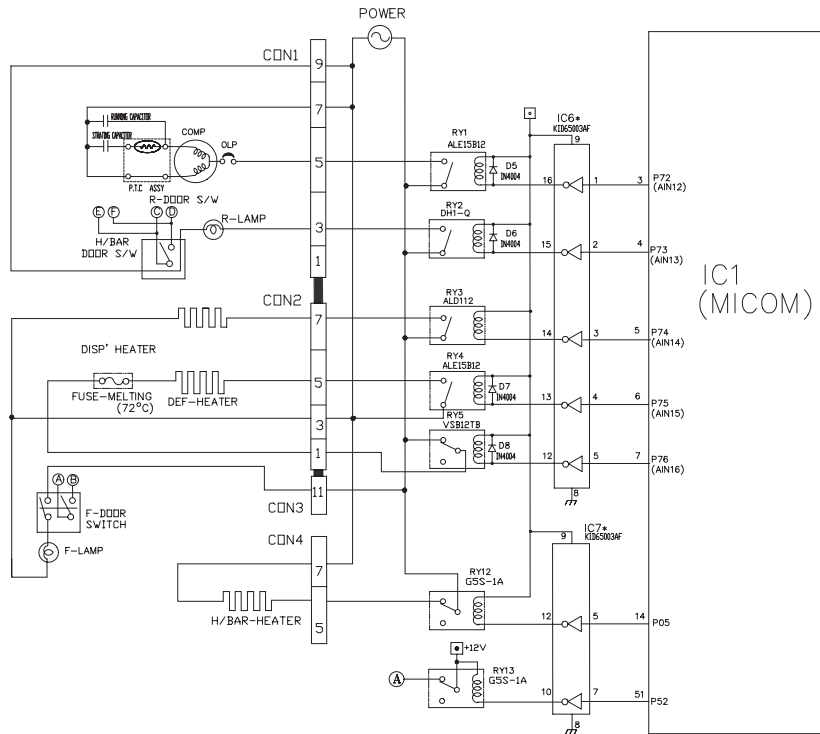 POWER
CON1
9
7
RUNNING CAPACITOR
STRATING CAPACITOR
COMP
OLP
5
P.T.C ASSY
R-DOOR S/W
E F C D
R-LAMP
3
H/BAR
DOOR S/W
1
CON2
7
DISP' HEATER
5
FUSE-MELTING
(72°C)
DEF-HEATER
3
1
A B
11
F-DOOR
SWITCH
CON3
F-LAMP
CON4
7
H/BAR-HEATER
5
RY1
ALE15B12
D5
IN4004
RY2
DH1-Q
D6
IN4004
RY3
ALD112
RY4
ALE15B12
D7
IN4004
RY5
VSB12TB
D8
IN4004
RY12
G5S-1A
+12V
RY13
G5S-1A
A
IC6*
KID65003AF
9
16 1 3 P72
(AIN12)
15 2 4 P73
(AIN13)
14 3 5 P74
(AIN14)
13 4 6 P75
(AIN15)
12 5 7 P76
(AIN16)
8
IC7*
KID65003AF
9
12 5 14 P05
10 7 51 P52
8
IC1
(MICOM)